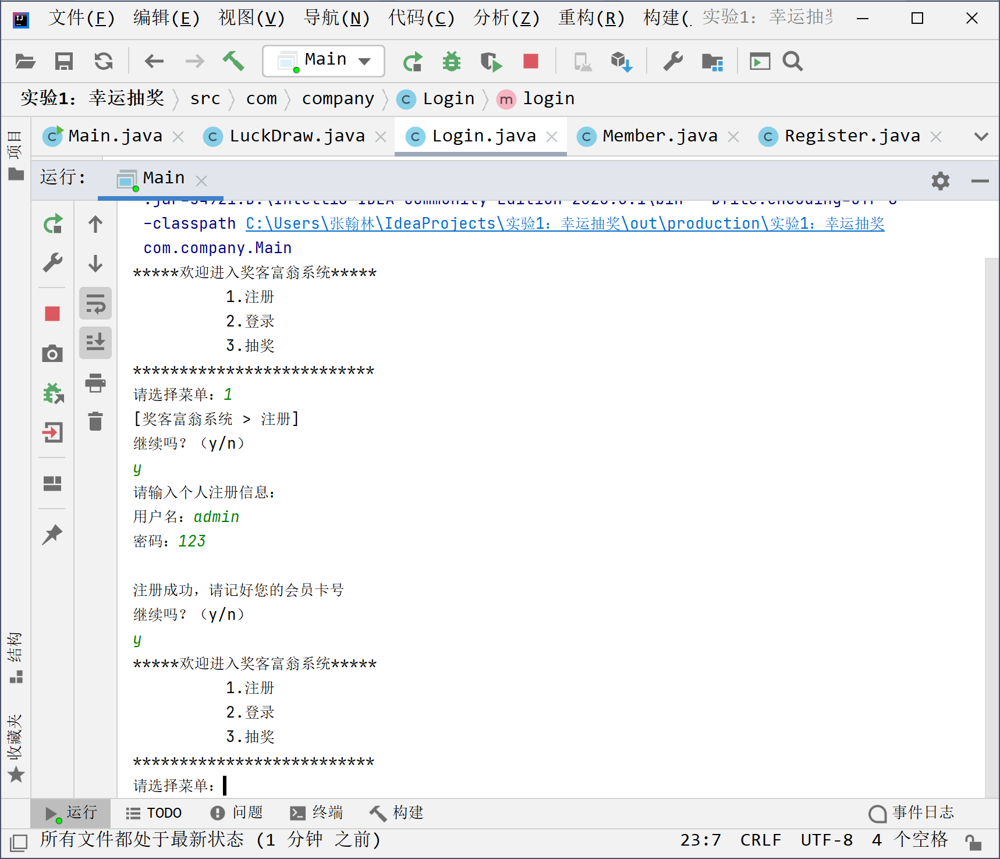 文件(F) 编辑(E) 视图(V) 导航(N) 代码(C) 分析(Z) 重构(R) 构建( 实验1: 幸运抽奖
Main
实验1: 幸运抽奖 src com company Login login
Main.java LuckDraw.java Login.java Member.java Register.java
项目
运行: Main
-classpath C:\Users\张翰林\IdeaProjects\实验1: 幸运抽奖\out\production\实验1: 幸运抽奖
com.company.Main
*****欢迎进入奖客富翁系统*****
1.注册
2.登录
3.抽奖
**************************
请选择菜单: 1
[奖客富翁系统 > 注册]
继续吗? (y/n)
y
请输入个人注册信息:
用户名: admin
密码: 123
注册成功, 请记好您的会员卡号
继续吗? (y/n)
y
*****欢迎进入奖客富翁系统*****
1.注册
2.登录
3.抽奖
**************************
请选择菜单:
结构
收藏夹
运行 TODO 问题 终端 构建 事件日志
所有文件都处于最新状态 (1 分钟 之前) 23:7 CRLF UTF-8 4 个空格